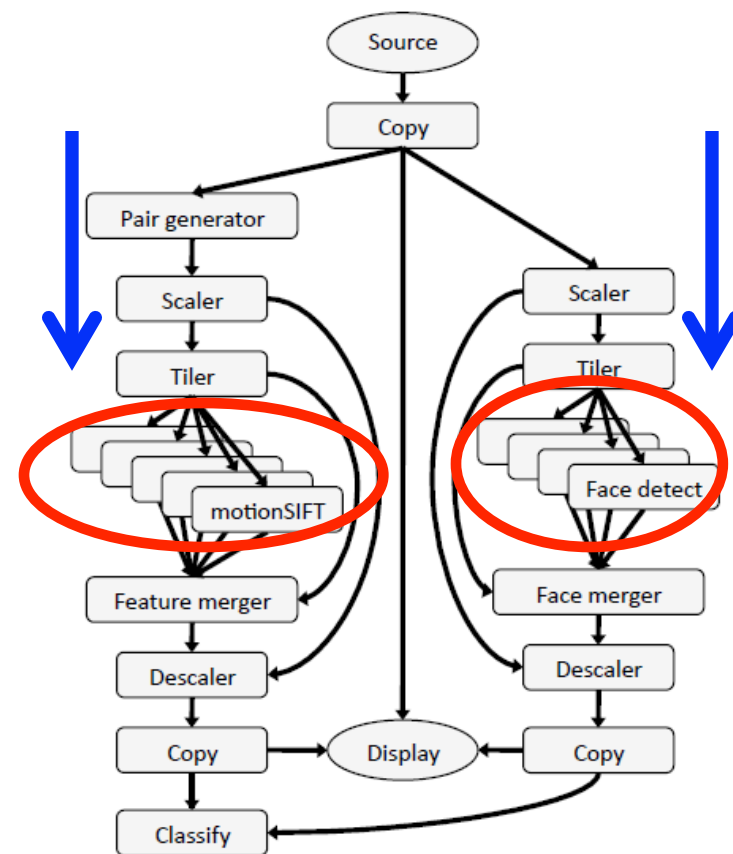 Source
Copy
Pair generator
Scaler
Scaler
Tiler
Tiler
motionSIFT
Face detect
Feature merger
Face merger
Descaler
Descaler
Copy
Display
Copy
Classify